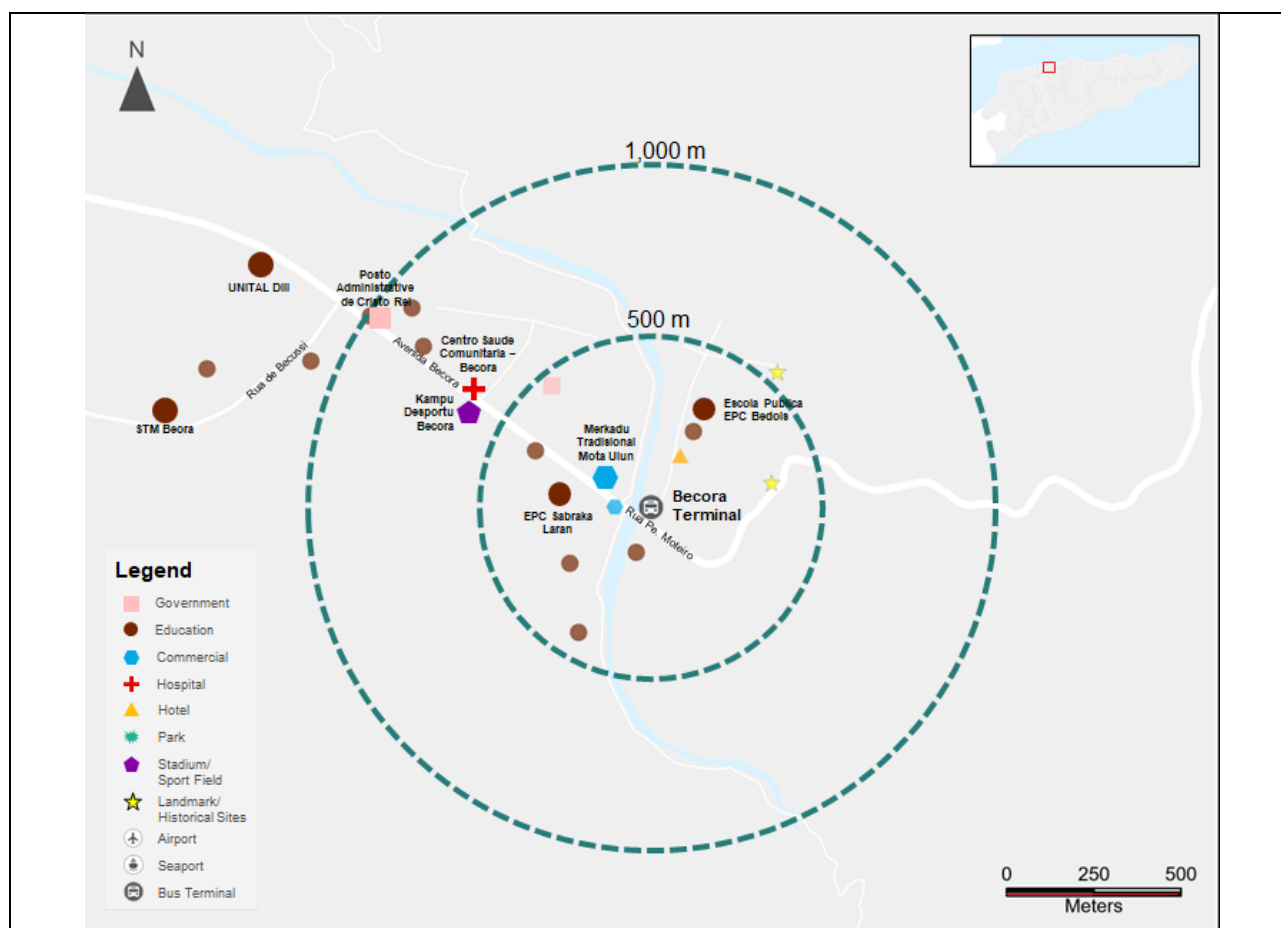 N
1,000 m
UNITAL Dili
Posto
Administrative
de Cristo Rei
500 m
Centro Saude
Comunitaria –
Becora
Avenida Becora
Rua de Becussi
Kampu
Desportu
Becora
Escola Publica
EPC Bedois
STM Beora
Merkadu
Tradisional
Mota Ulun
Becora
Terminal
EPC Sabraka
Laran
Rua Pe. Moteiro
Legend
Government
Education
Commercial
Hospital
Hotel
Park
Stadium/
Sport Field
Landmark/
Historical Sites
Airport
Seaport
Bus Terminal
0 250 500
Meters